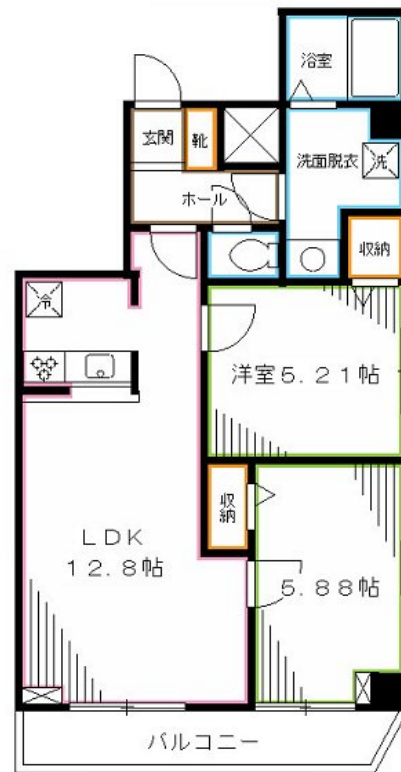 浴室
玄関
靴
洗面脱衣
洗
ホール
収納
冷
洋室5.21帖
収納
LDK
12.8帖
5.88帖
バルコニー